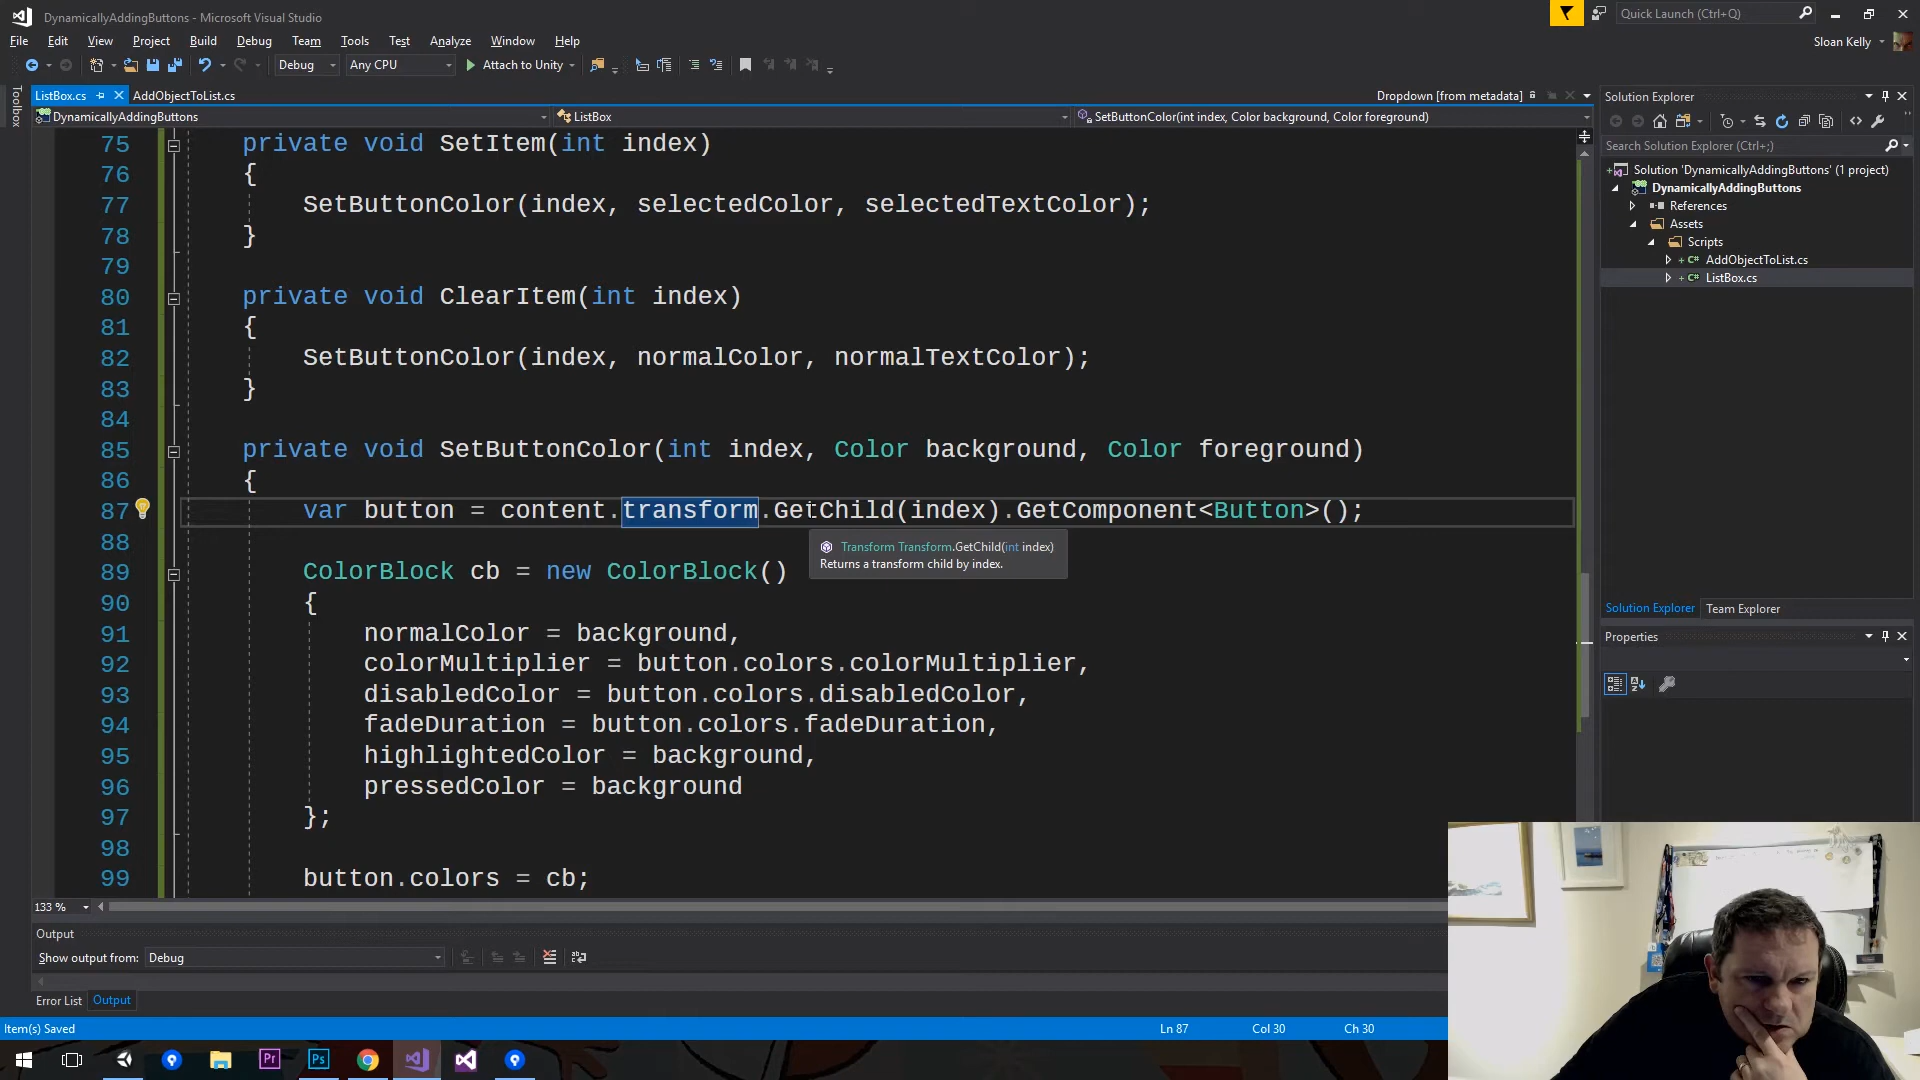 DynamicallyAddingButtons - Microsoft Visual Studio
Quick Launch (Ctrl+Q)
File Edit View Project Build Debug Team Tools Test Analyze Window Help
Sloan Kelly
Debug Any CPU Attach to Unity
Toolbox
ListBox.cs AddObjectToList.cs
Dropdown [from metadata]
DynamicallyAddingButtons
ListBox
SetButtonColor(int index, Color background, Color foreground)
75 private void SetItem(int index)
76 {
77 SetButtonColor(index, selectedColor, selectedTextColor);
78 }
79
80 private void ClearItem(int index)
81 {
82 SetButtonColor(index, normalColor, normalTextColor);
83 }
84
85 private void SetButtonColor(int index, Color background, Color foreground)
86 {
87 var button = content.transform.GetChild(index).GetComponent<Button>();
88
Transform Transform.GetChild(int index)
Returns a transform child by index.
89 ColorBlock cb = new ColorBlock()
90 {
91 normalColor = background,
92 colorMultiplier = button.colors.colorMultiplier,
93 disabledColor = button.colors.disabledColor,
94 fadeDuration = button.colors.fadeDuration,
95 highlightedColor = background,
96 pressedColor = background
97 };
98
99 button.colors = cb;
133 %
Output
Show output from: Debug
Error List Output
Item(s) Saved
Ln 87 Col 30 Ch 30
Solution Explorer
Search Solution Explorer (Ctrl+;)
Solution 'DynamicallyAddingButtons' (1 project)
DynamicallyAddingButtons
References
Assets
Scripts
C# AddObjectToList.cs
C# ListBox.cs
Solution Explorer Team Explorer
Properties
Pr Ps